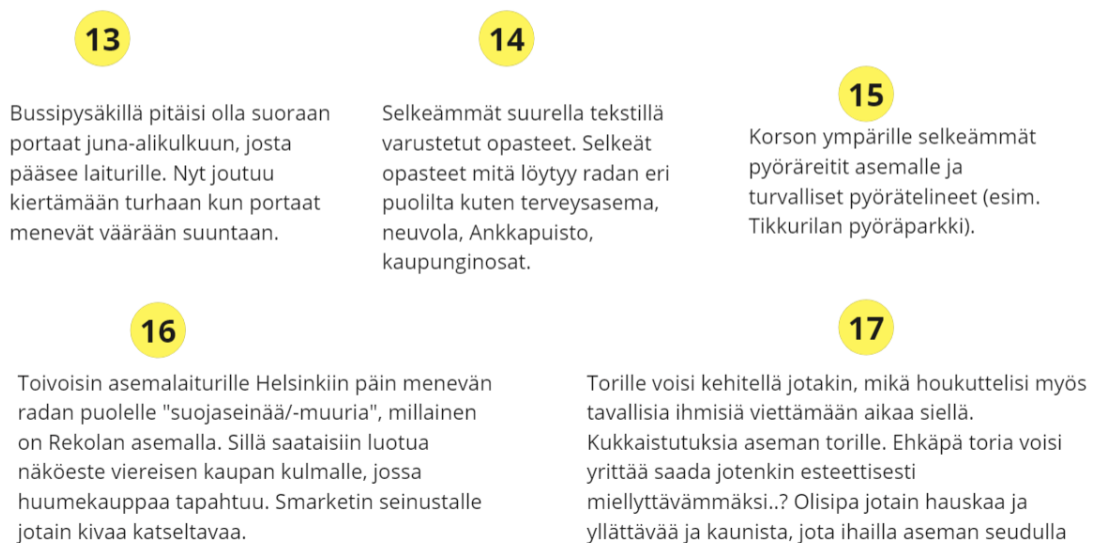 13
Bussipysäkillä pitäisi olla suoraan
portaat juna-alikulkuun, josta
pääsee laiturille. Nyt joutuu
kiertämään turhaan kun portaat
menevät väärään suuntaan.
14
Selkeämmät suurella tekstillä
varustetut opasteet. Selkeät
opasteet mitä löytyy radan eri
puolilta kuten terveysasema,
neuvola, Ankkapuisto,
kaupunginosat.
15
Korson ympärille selkeämmät
pyöräreitit asemalle ja
turvalliset pyörätelineet (esim.
Tikkurilan pyöräparkki).
16
Toivoisin asemalaiturille Helsinkiin päin menevän
radan puolelle "suojaseinää/-muuria", millainen
on Rekolan asemalla. Sillä saataisiin luotua
näköeste viereisen kaupan kulmalle, jossa
huumekauppaa tapahtuu. Smarketin seinustalle
jotain kivaa katseltavaa.
17
Torille voisi kehitellä jotakin, mikä houkuttelisi myös
tavallisia ihmisiä viettämään aikaa siellä.
Kukkaistutuksia aseman torille. Ehkäpä toria voisi
yrittää saada jotenkin esteettisesti
miellyttävämmäksi..? Olisipa jotain hauskaa ja
yllättävää ja kaunista, jota ihailla aseman seudulla